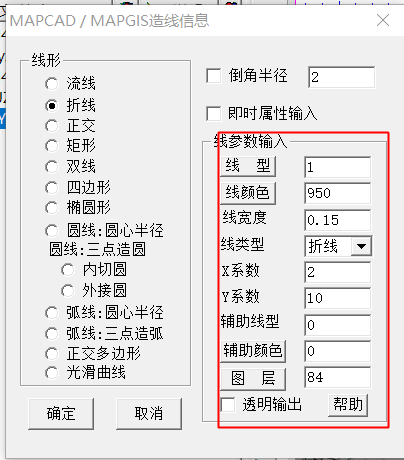 MAPCAD / MAPGIS造线信息
线形
流线
折线
正交
矩形
双线
四边形
椭圆形
圆线:圆心半径
圆线:三点造圆
内切圆
外接圆
弧线:圆心半径
弧线:三点造弧
正交多边形
光滑曲线
确定
取消
倒角半径 2
即时属性输入
线参数输入
线 型 1
线颜色 950
线宽度 0.15
线类型 折线
X系数 2
Y系数 10
辅助线型 0
辅助颜色 0
图 层 84
透明输出 帮助